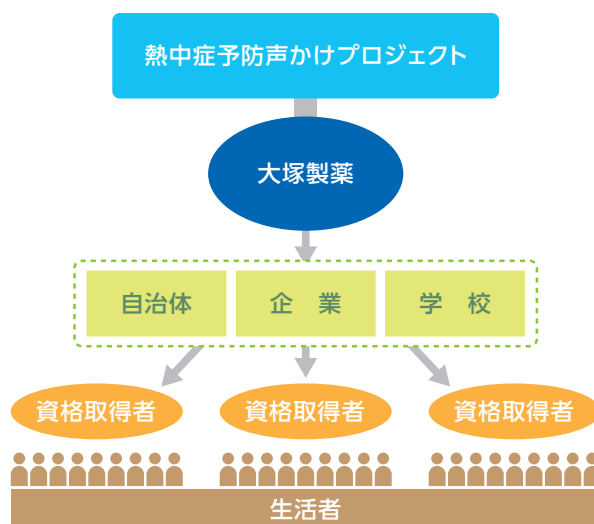 熱中症予防声かけプロジェクト
大塚製薬
自治体 企　業 学　校
資格取得者 資格取得者 資格取得者
生活者